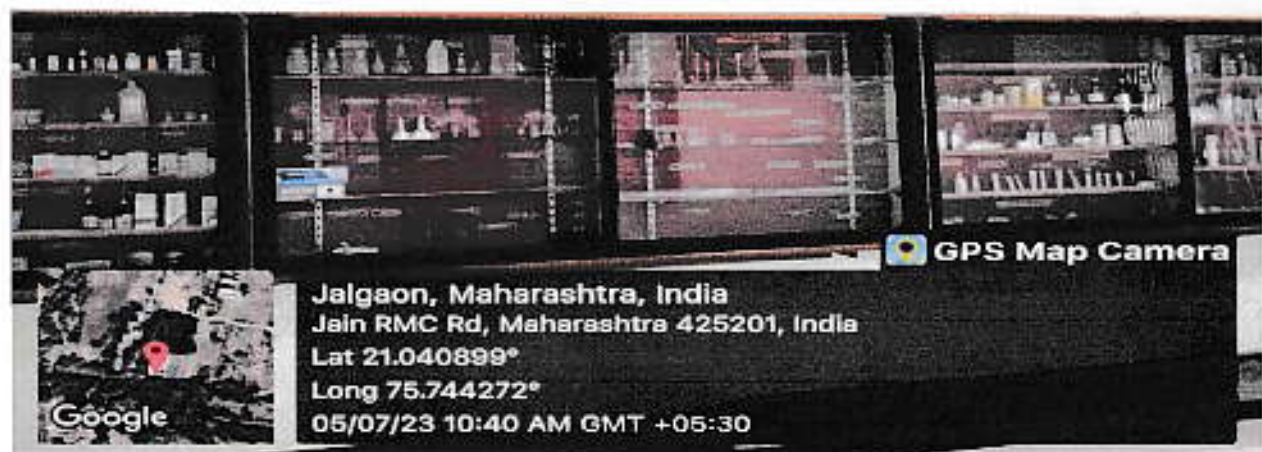 GPS Map Camera
Jalgaon, Maharashtra, India
Jain RMC Rd, Maharashtra 425201, India
Lat 21.040899°
Long 75.744272°
05/07/23 10:40 AM GMT +05:30
Google